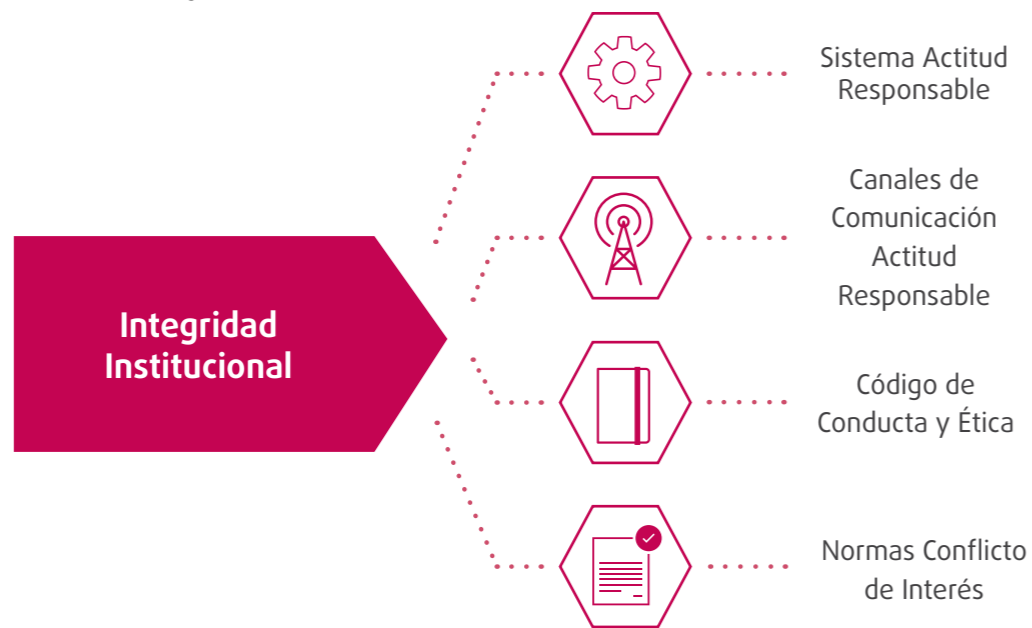 Integridad
Institucional
Sistema Actitud
Responsable
Canales de
Comunicación
Actitud
Responsable
Código de
Conducta y Ética
Normas Conflicto
de Interés